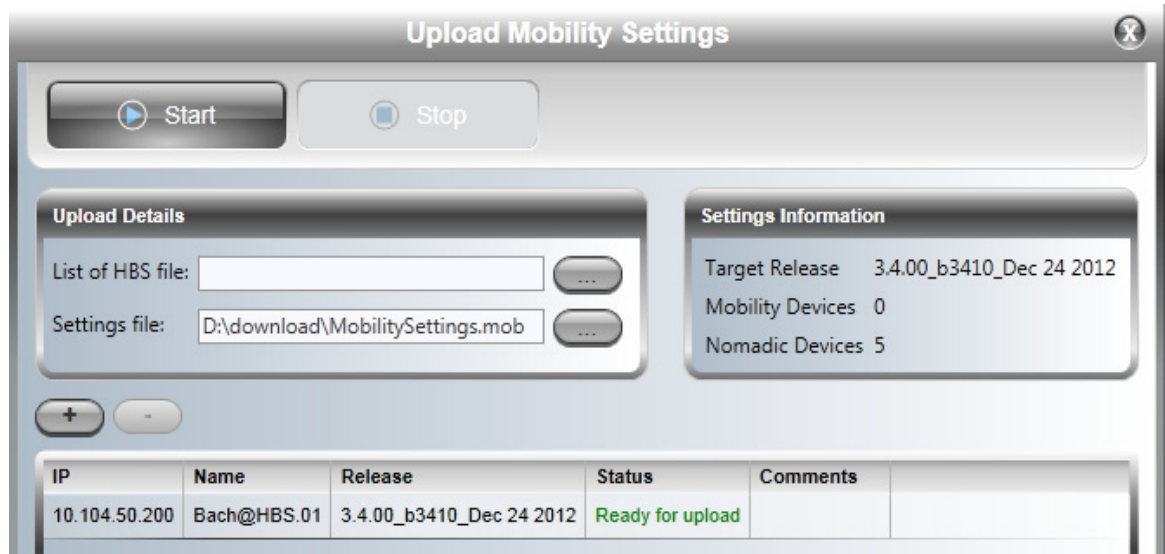 Upload Mobility Settings
X
Start
Stop
Upload Details
List of HBS file:
...
Settings file:
D:\download\MobilitySettings.mob
...
Settings Information
Target Release 3.4.00_b3410_Dec 24 2012
Mobility Devices 0
Nomadic Devices 5
+
-
IP Name Release Status Comments
10.104.50.200 Bach@HBS.01 3.4.00_b3410_Dec 24 2012 Ready for upload